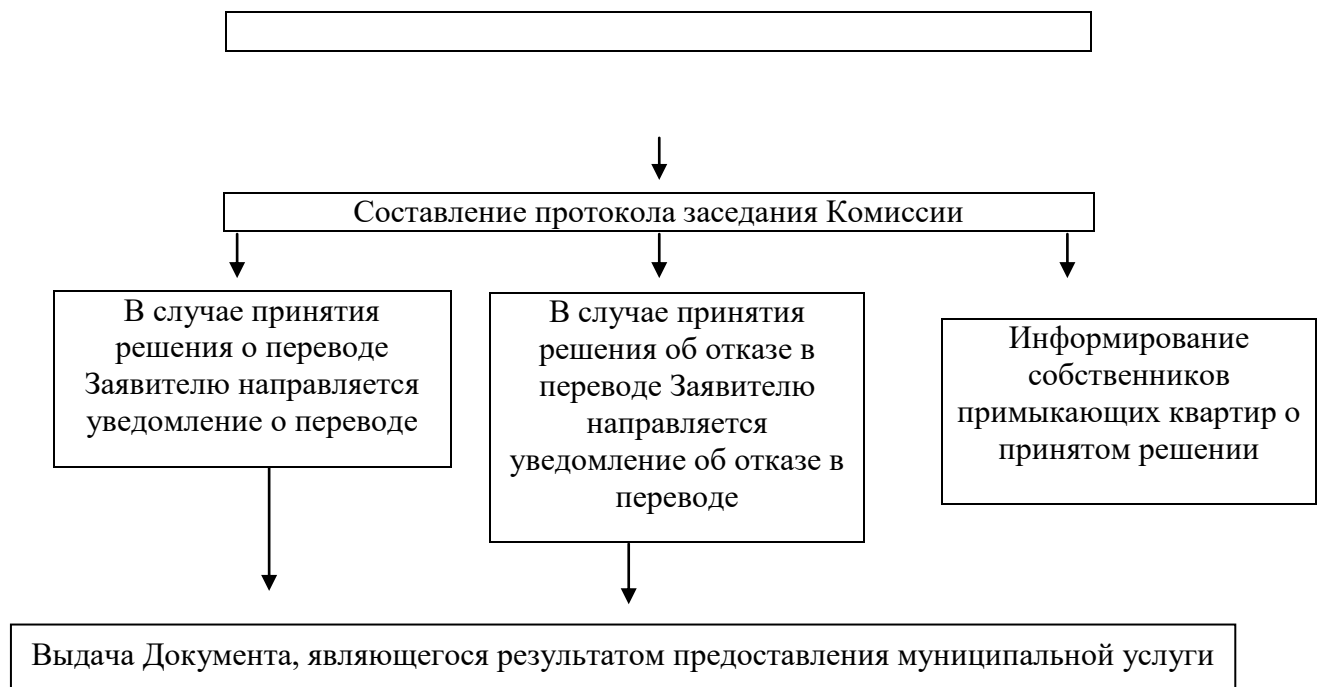 Составление протокола заседания Комиссии
В случае принятия
решения о переводе
Заявителю направляется
уведомление о переводе
В случае принятия
решения об отказе в
переводе Заявителю
направляется
уведомление об отказе в
переводе
Информирование
собственников
примыкающих квартир о
принятом решении
Выдача Документа, являющегося результатом предоставления муниципальной услуги